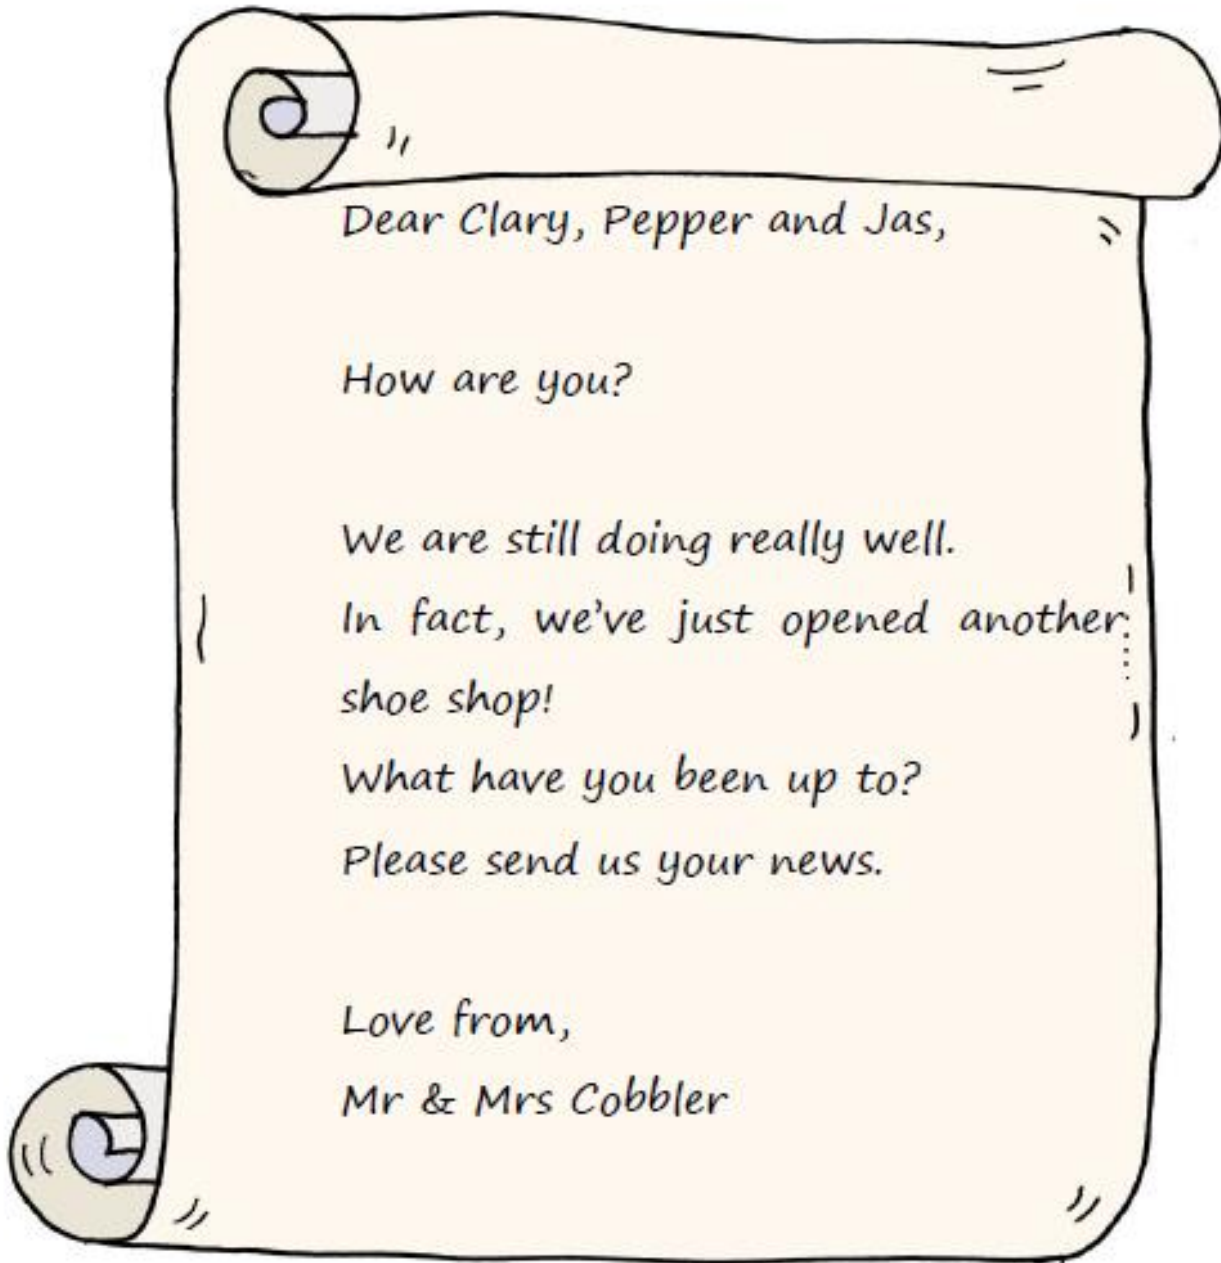 Dear Clary, Pepper and Jas,
How are you?
We are still doing really well.
In fact, we've just opened another
shoe shop!
What have you been up to?
Please send us your news.
Love from,
Mr & Mrs Cobbler